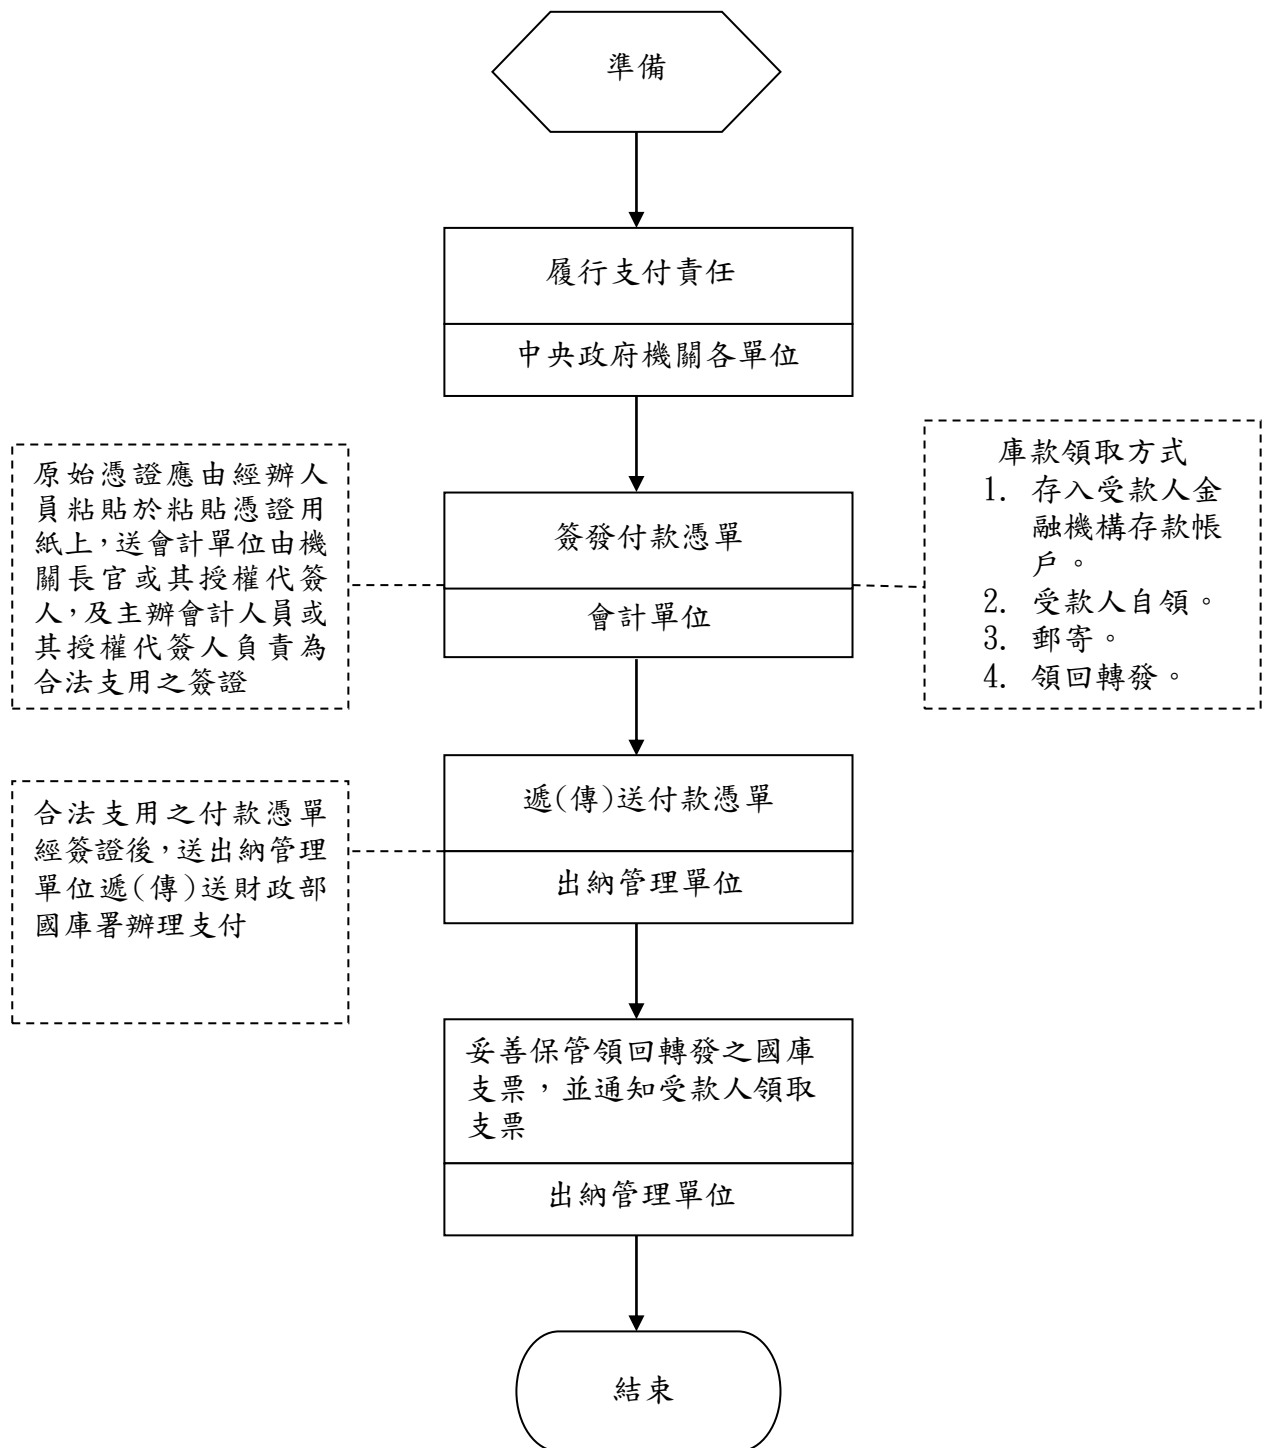 準備
履行支付責任
中央政府機關各單位
原始憑證應由經辦人
員粘貼於粘貼憑證用
紙上,送會計單位由機
關長官或其授權代簽
人,及主辦會計人員或
其授權代簽人負責為
合法支用之簽證
簽發付款憑單
會計單位
庫款領取方式
1. 存入受款人金
融機構存款帳
戶。
2. 受款人自領。
3. 郵寄。
4. 領回轉發。
合法支用之付款憑單
經簽證後,送出納管理
單位遞(傳)送財政部
國庫署辦理支付
遞(傳)送付款憑單
出納管理單位
妥善保管領回轉發之國庫
支票，並通知受款人領取
支票
出納管理單位
結束